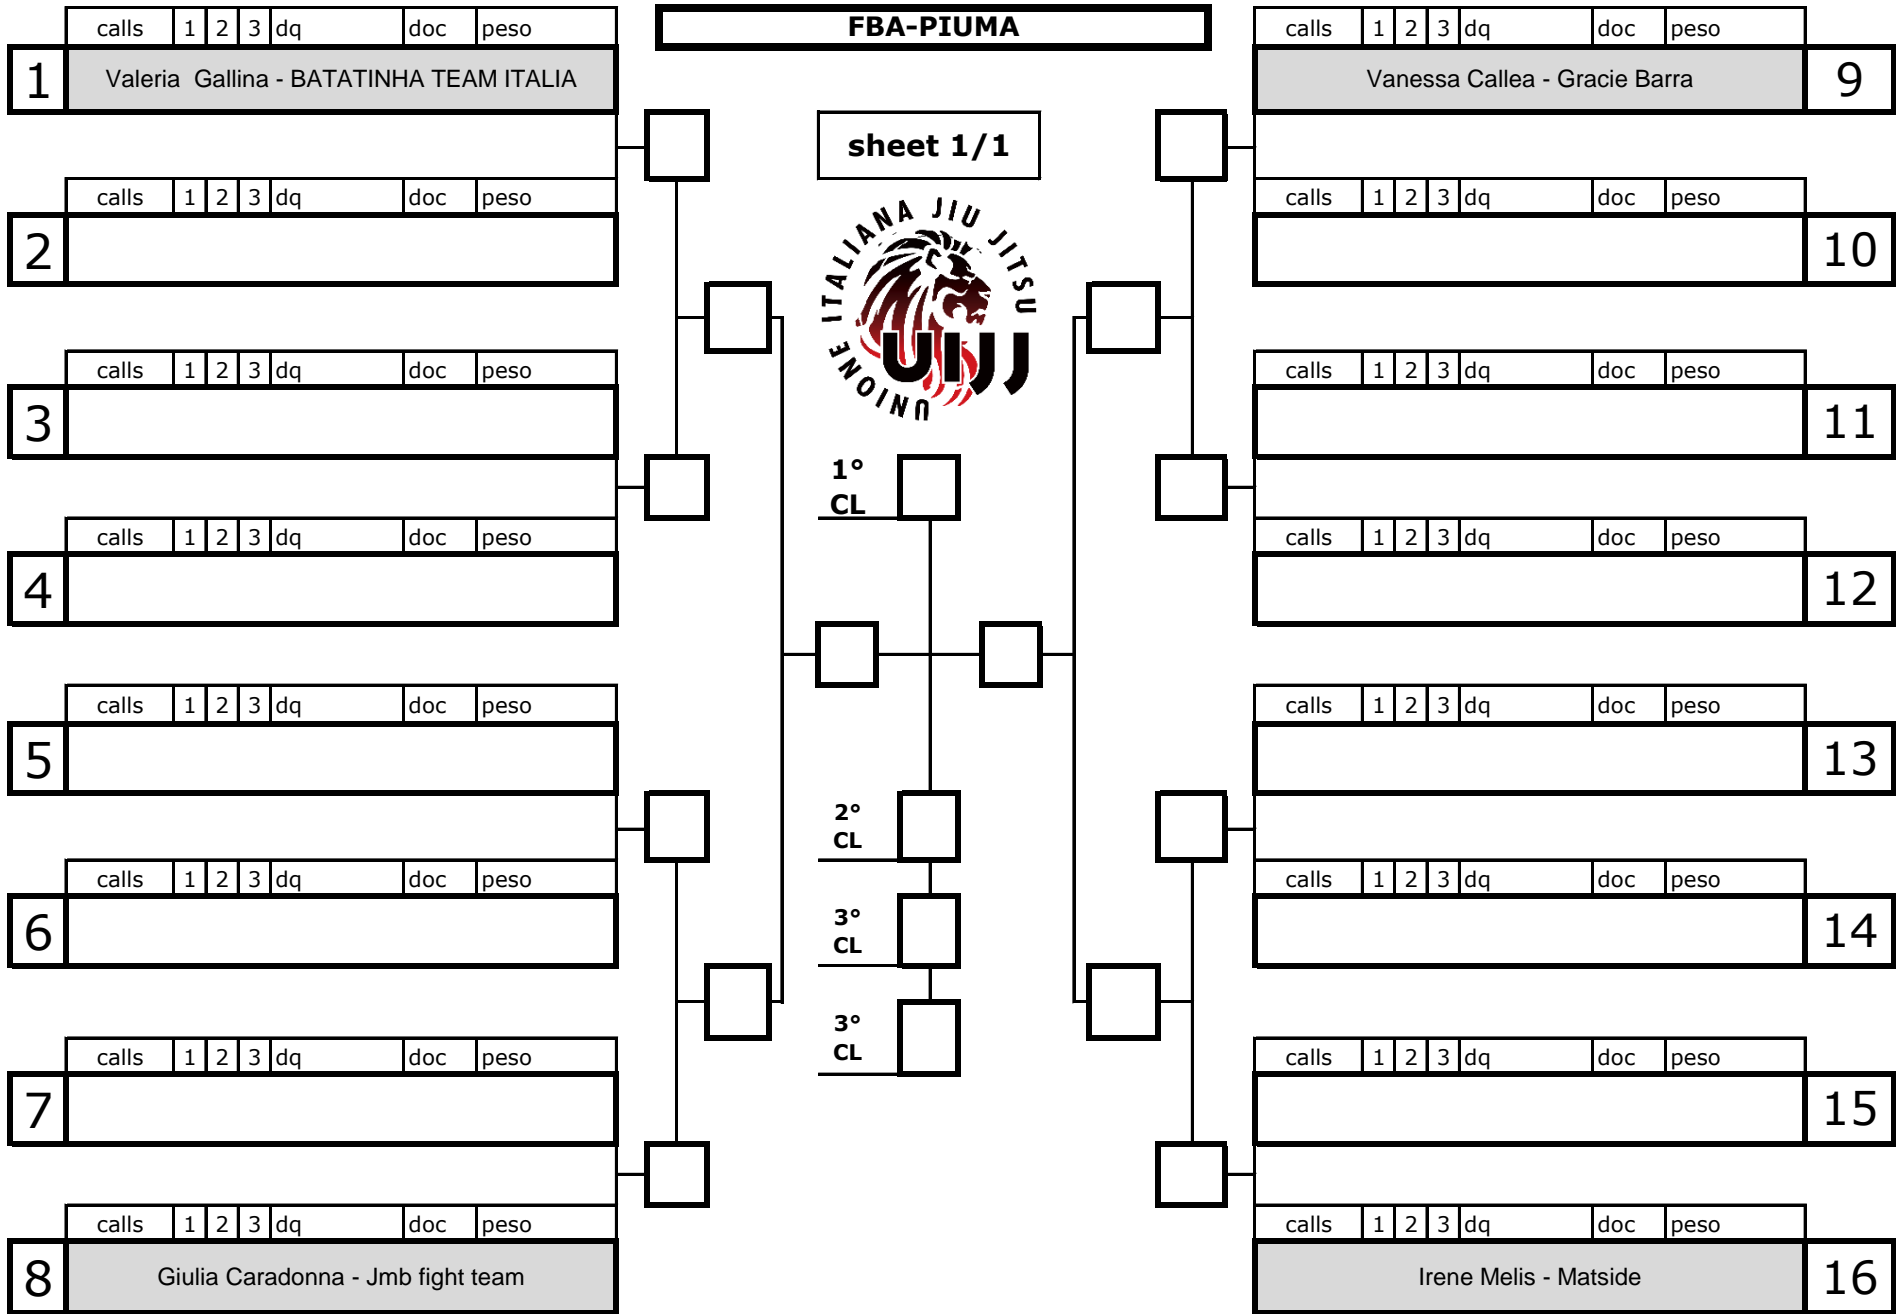 calls 1 2 3 dq doc peso
1 Valeria  Gallina - BATATINHA TEAM ITALIA
calls 1 2 3 dq doc peso
2
calls 1 2 3 dq doc peso
3
calls 1 2 3 dq doc peso
4
calls 1 2 3 dq doc peso
5
calls 1 2 3 dq doc peso
6
calls 1 2 3 dq doc peso
7
calls 1 2 3 dq doc peso
8 Giulia Caradonna - Jmb fight team
FBA-PIUMA
sheet 1/1
UNIONE ITALIANA JIU JITSU
UIJJ
1°
CL
2°
CL
3°
CL
3°
CL
calls 1 2 3 dq doc peso
Vanessa Callea - Gracie Barra 9
calls 1 2 3 dq doc peso
10
calls 1 2 3 dq doc peso
11
calls 1 2 3 dq doc peso
12
calls 1 2 3 dq doc peso
13
calls 1 2 3 dq doc peso
14
calls 1 2 3 dq doc peso
15
calls 1 2 3 dq doc peso
Irene Melis - Matside 16